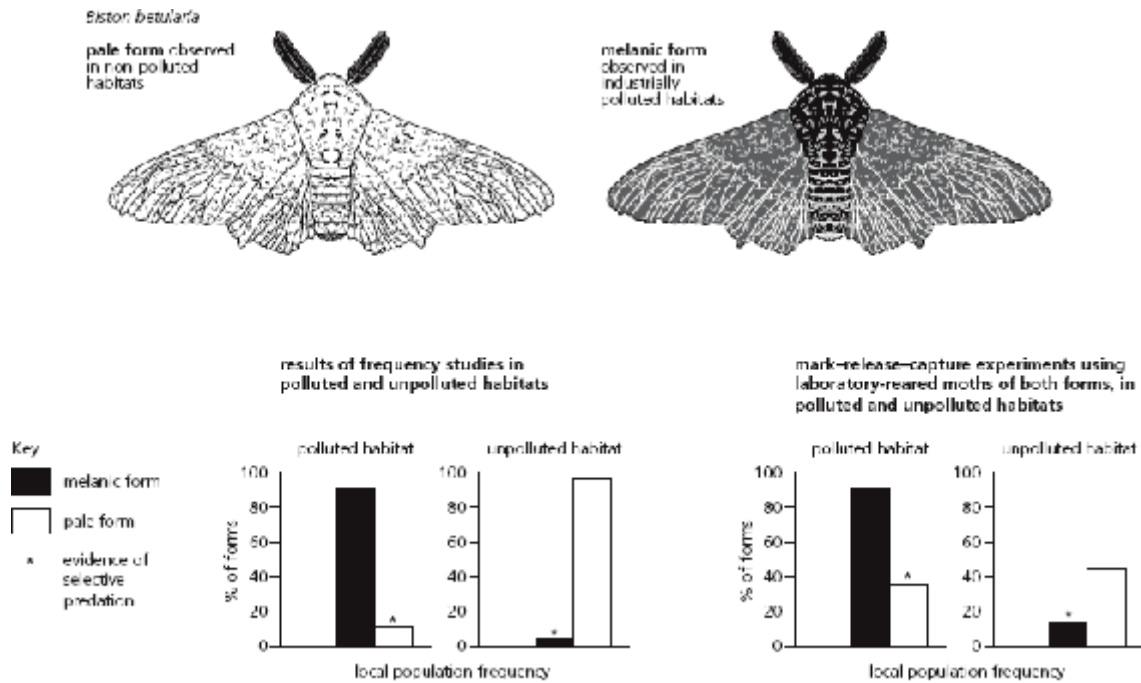 Biston betularia
pale form observed
in non-polluted
habitats
melanic form
observed in
industrially
polluted habitats
results of frequency studies in
polluted and unpolluted habitats
mark–release–capture experiments using
laboratory-reared moths of both forms, in
polluted and unpolluted habitats
Key
melanic form
pale form
* evidence of
selective
predation
polluted habitat
% of forms
100
80
60
40
20
0
*
unpolluted habitat
100
80
60
40
20
0
*
local population frequency
polluted habitat
% of forms
100
80
60
40
20
0
*
unpolluted habitat
100
80
60
40
20
0
*
local population frequency